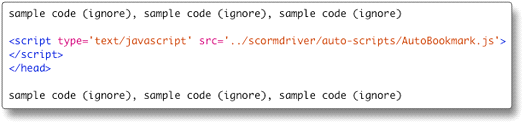 sample code (ignore), sample code (ignore), sample code (ignore)
<script type='text/javascript' src='../scormdriver/auto-scripts/AutoBookmark.js'>
</script>
</head>
sample code (ignore), sample code (ignore), sample code (ignore)